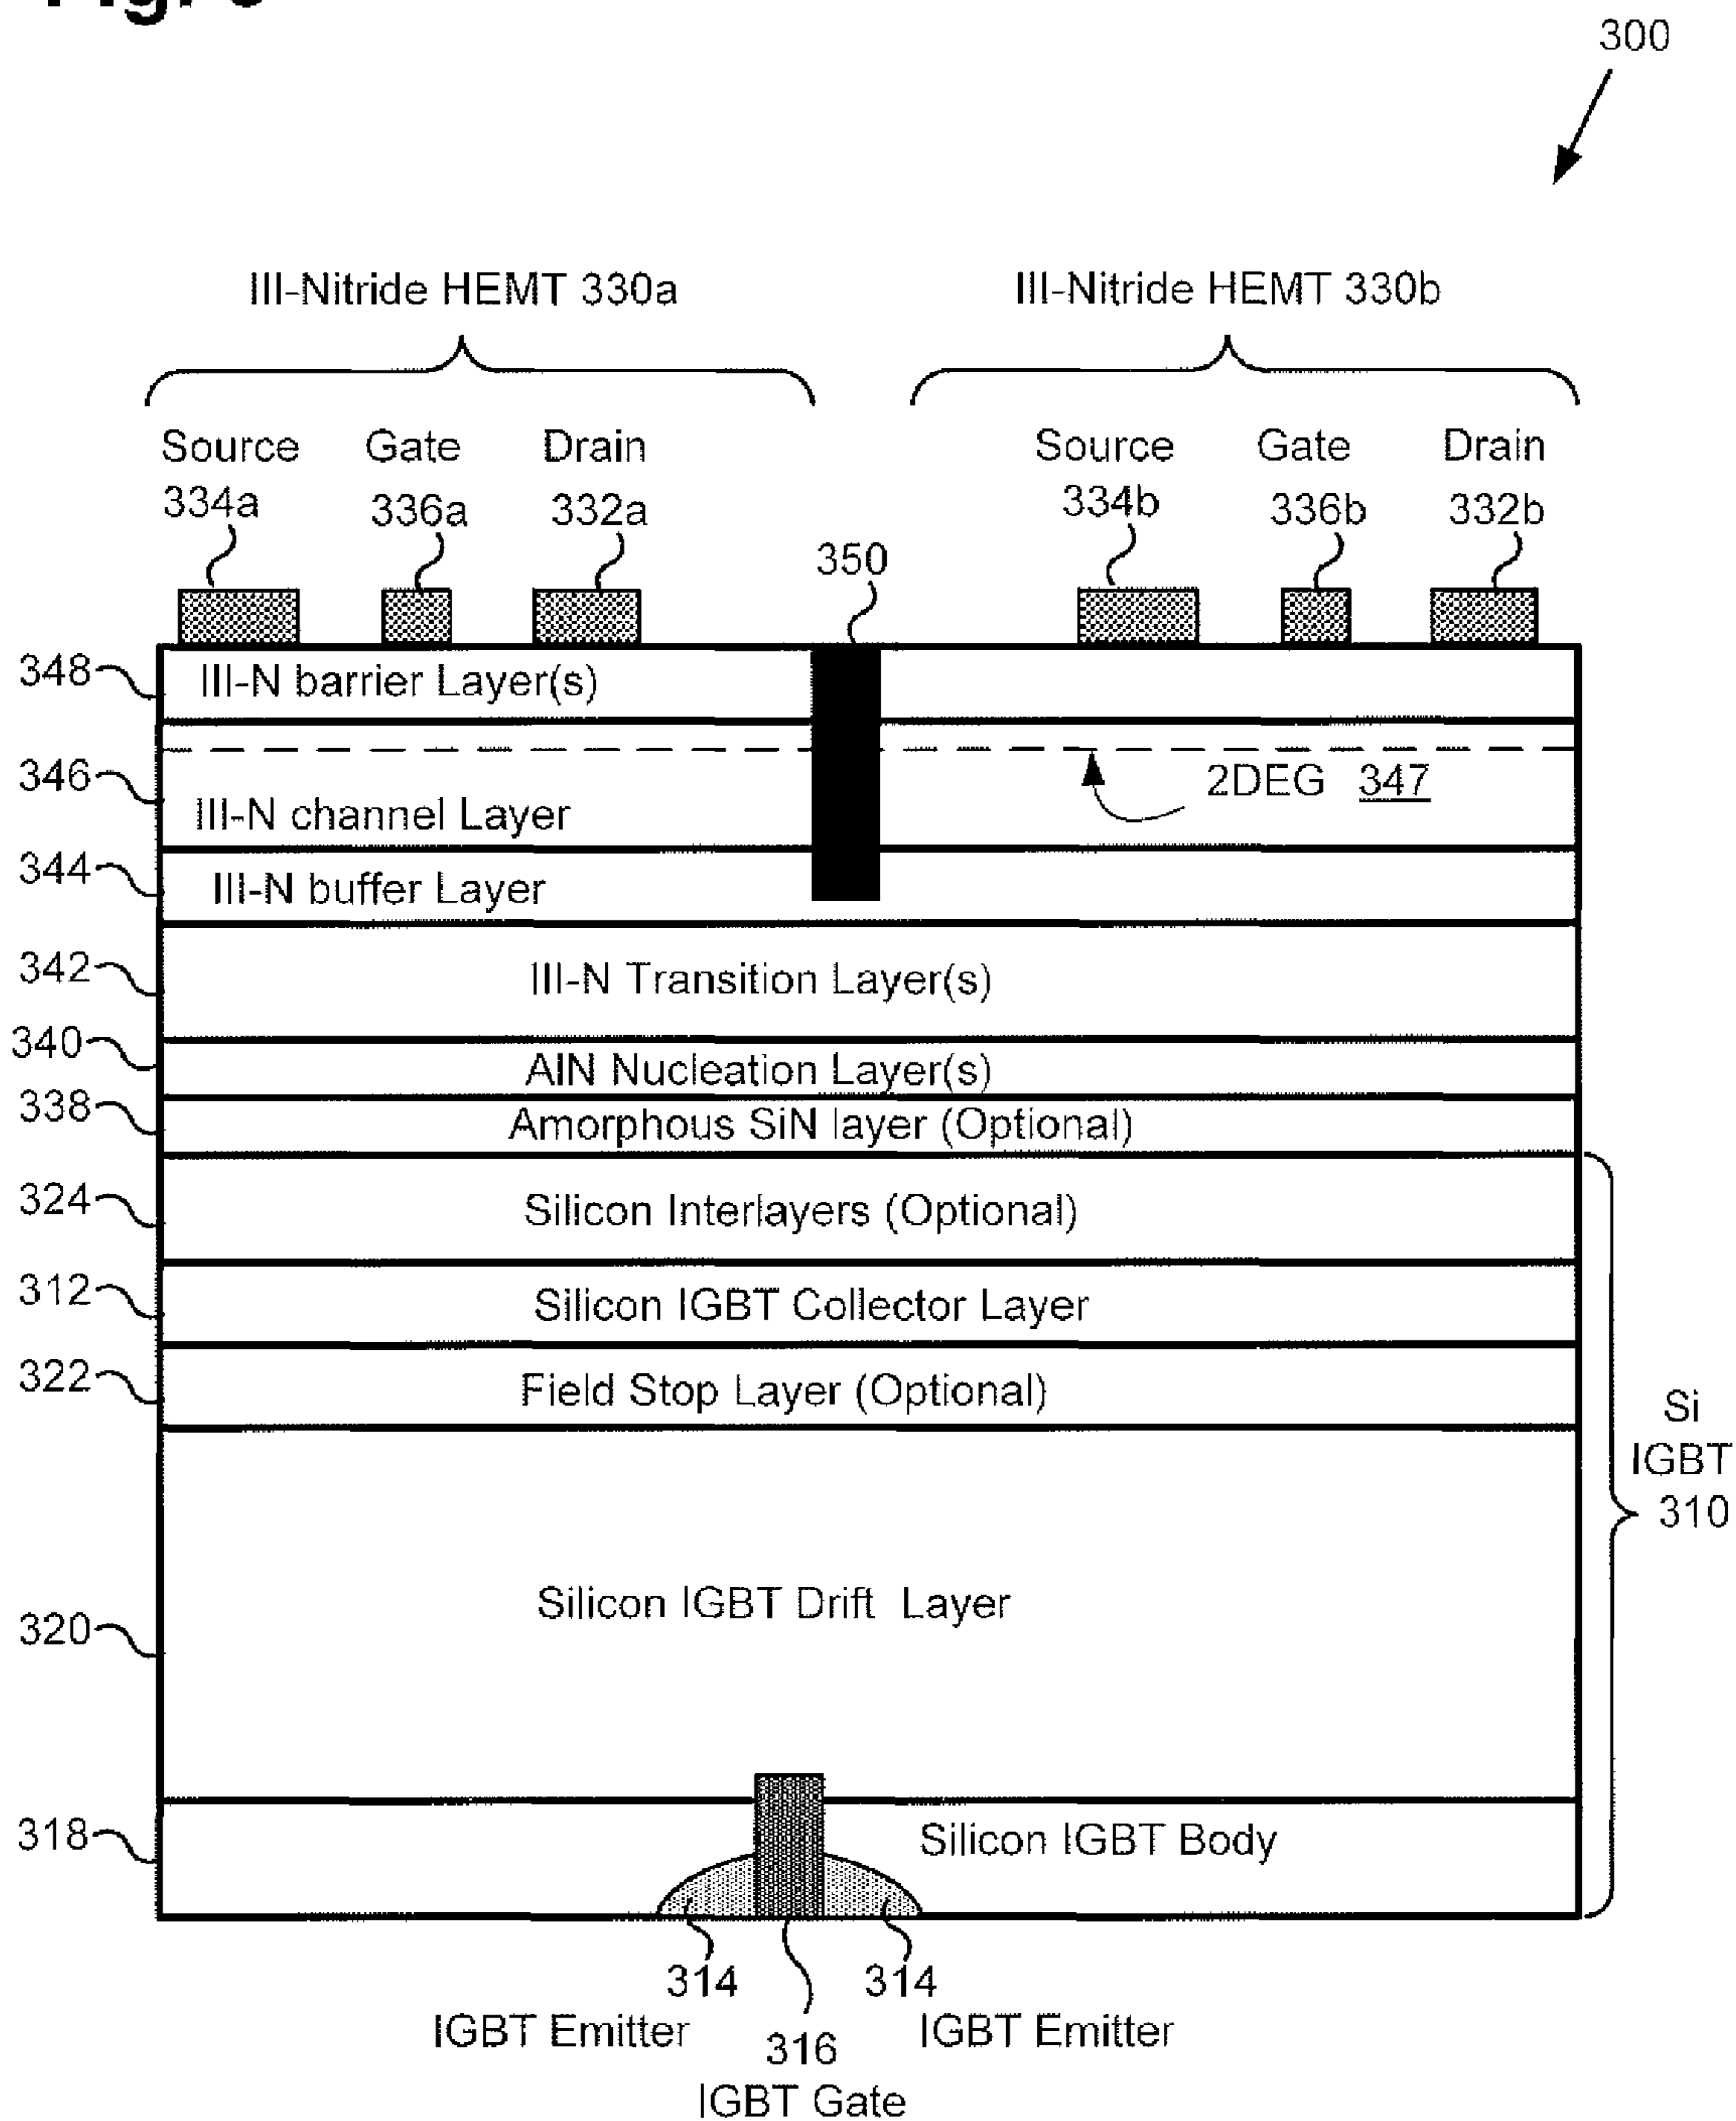 300
III-Nitride HEMT 330a
III-Nitride HEMT 330b
Source Gate Drain
334a 336a 332a
Source Gate Drain
334b 336b 332b
350
348 III-N barrier Layer(s)
2DEG 347
346 III-N channel Layer
344 III-N buffer Layer
342 III-N Transition Layer(s)
340 AlN Nucleation Layer(s)
338 Amorphous SiN layer (Optional)
324 Silicon Interlayers (Optional)
312 Silicon IGBT Collector Layer
322 Field Stop Layer (Optional)
Si
IGBT
310
320 Silicon IGBT Drift Layer
318 Silicon IGBT Body
314 314
IGBT Emitter IGBT Emitter
316
IGBT Gate